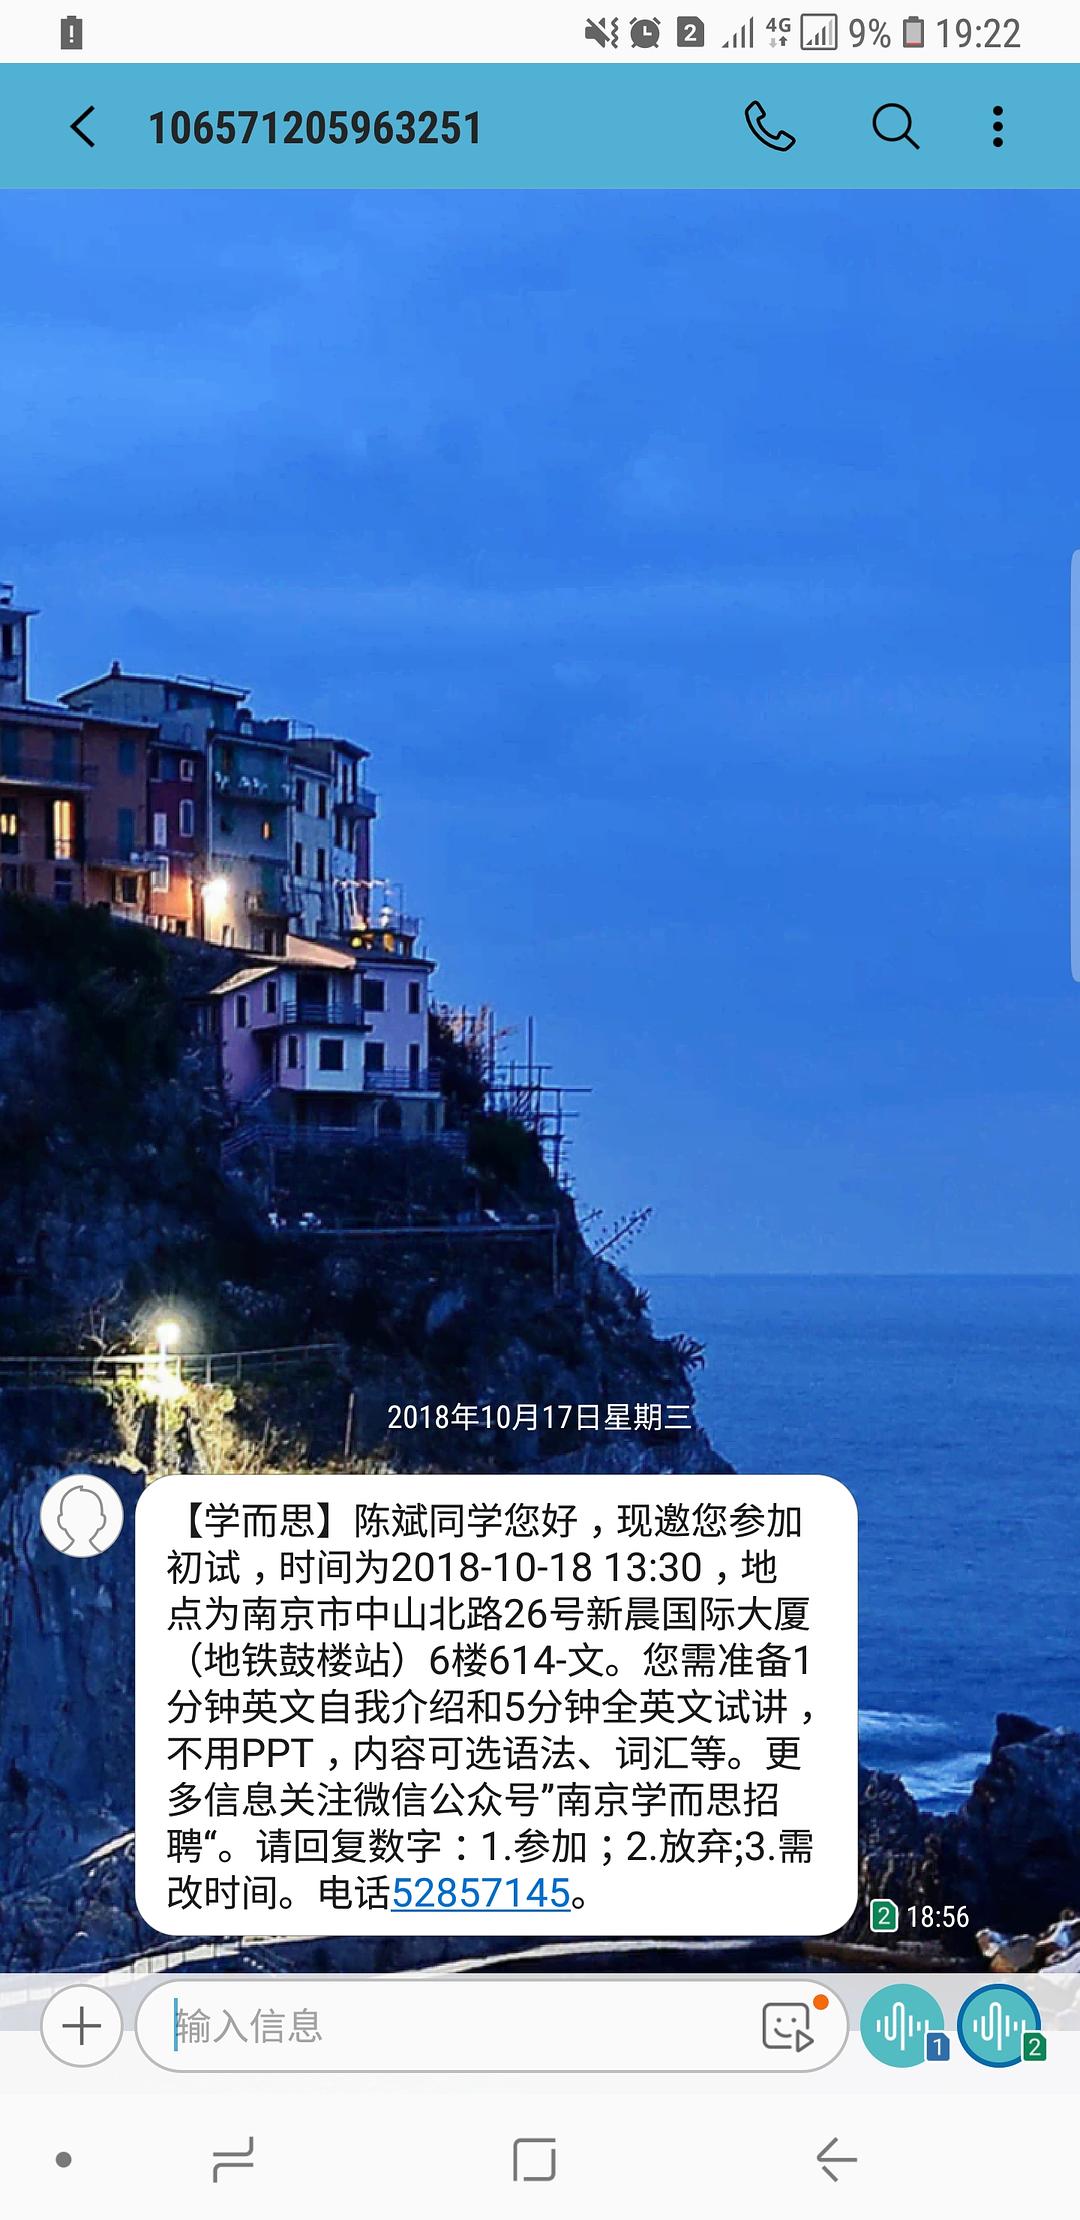 2 4G 9% 19:22
106571205963251
2018年10月17日星期三
【学而思】陈斌同学您好，现邀您参加
初试，时间为2018-10-18 13:30，地
点为南京市中山北路26号新晨国际大厦
（地铁鼓楼站）6楼614-文。您需准备1
分钟英文自我介绍和5分钟全英文试讲，
不用PPT，内容可选语法、词汇等。更
多信息关注微信公众号”南京学而思招
聘“。请回复数字：1.参加；2.放弃;3.需
改时间。电话52857145。
2 18:56
输入信息
1 2